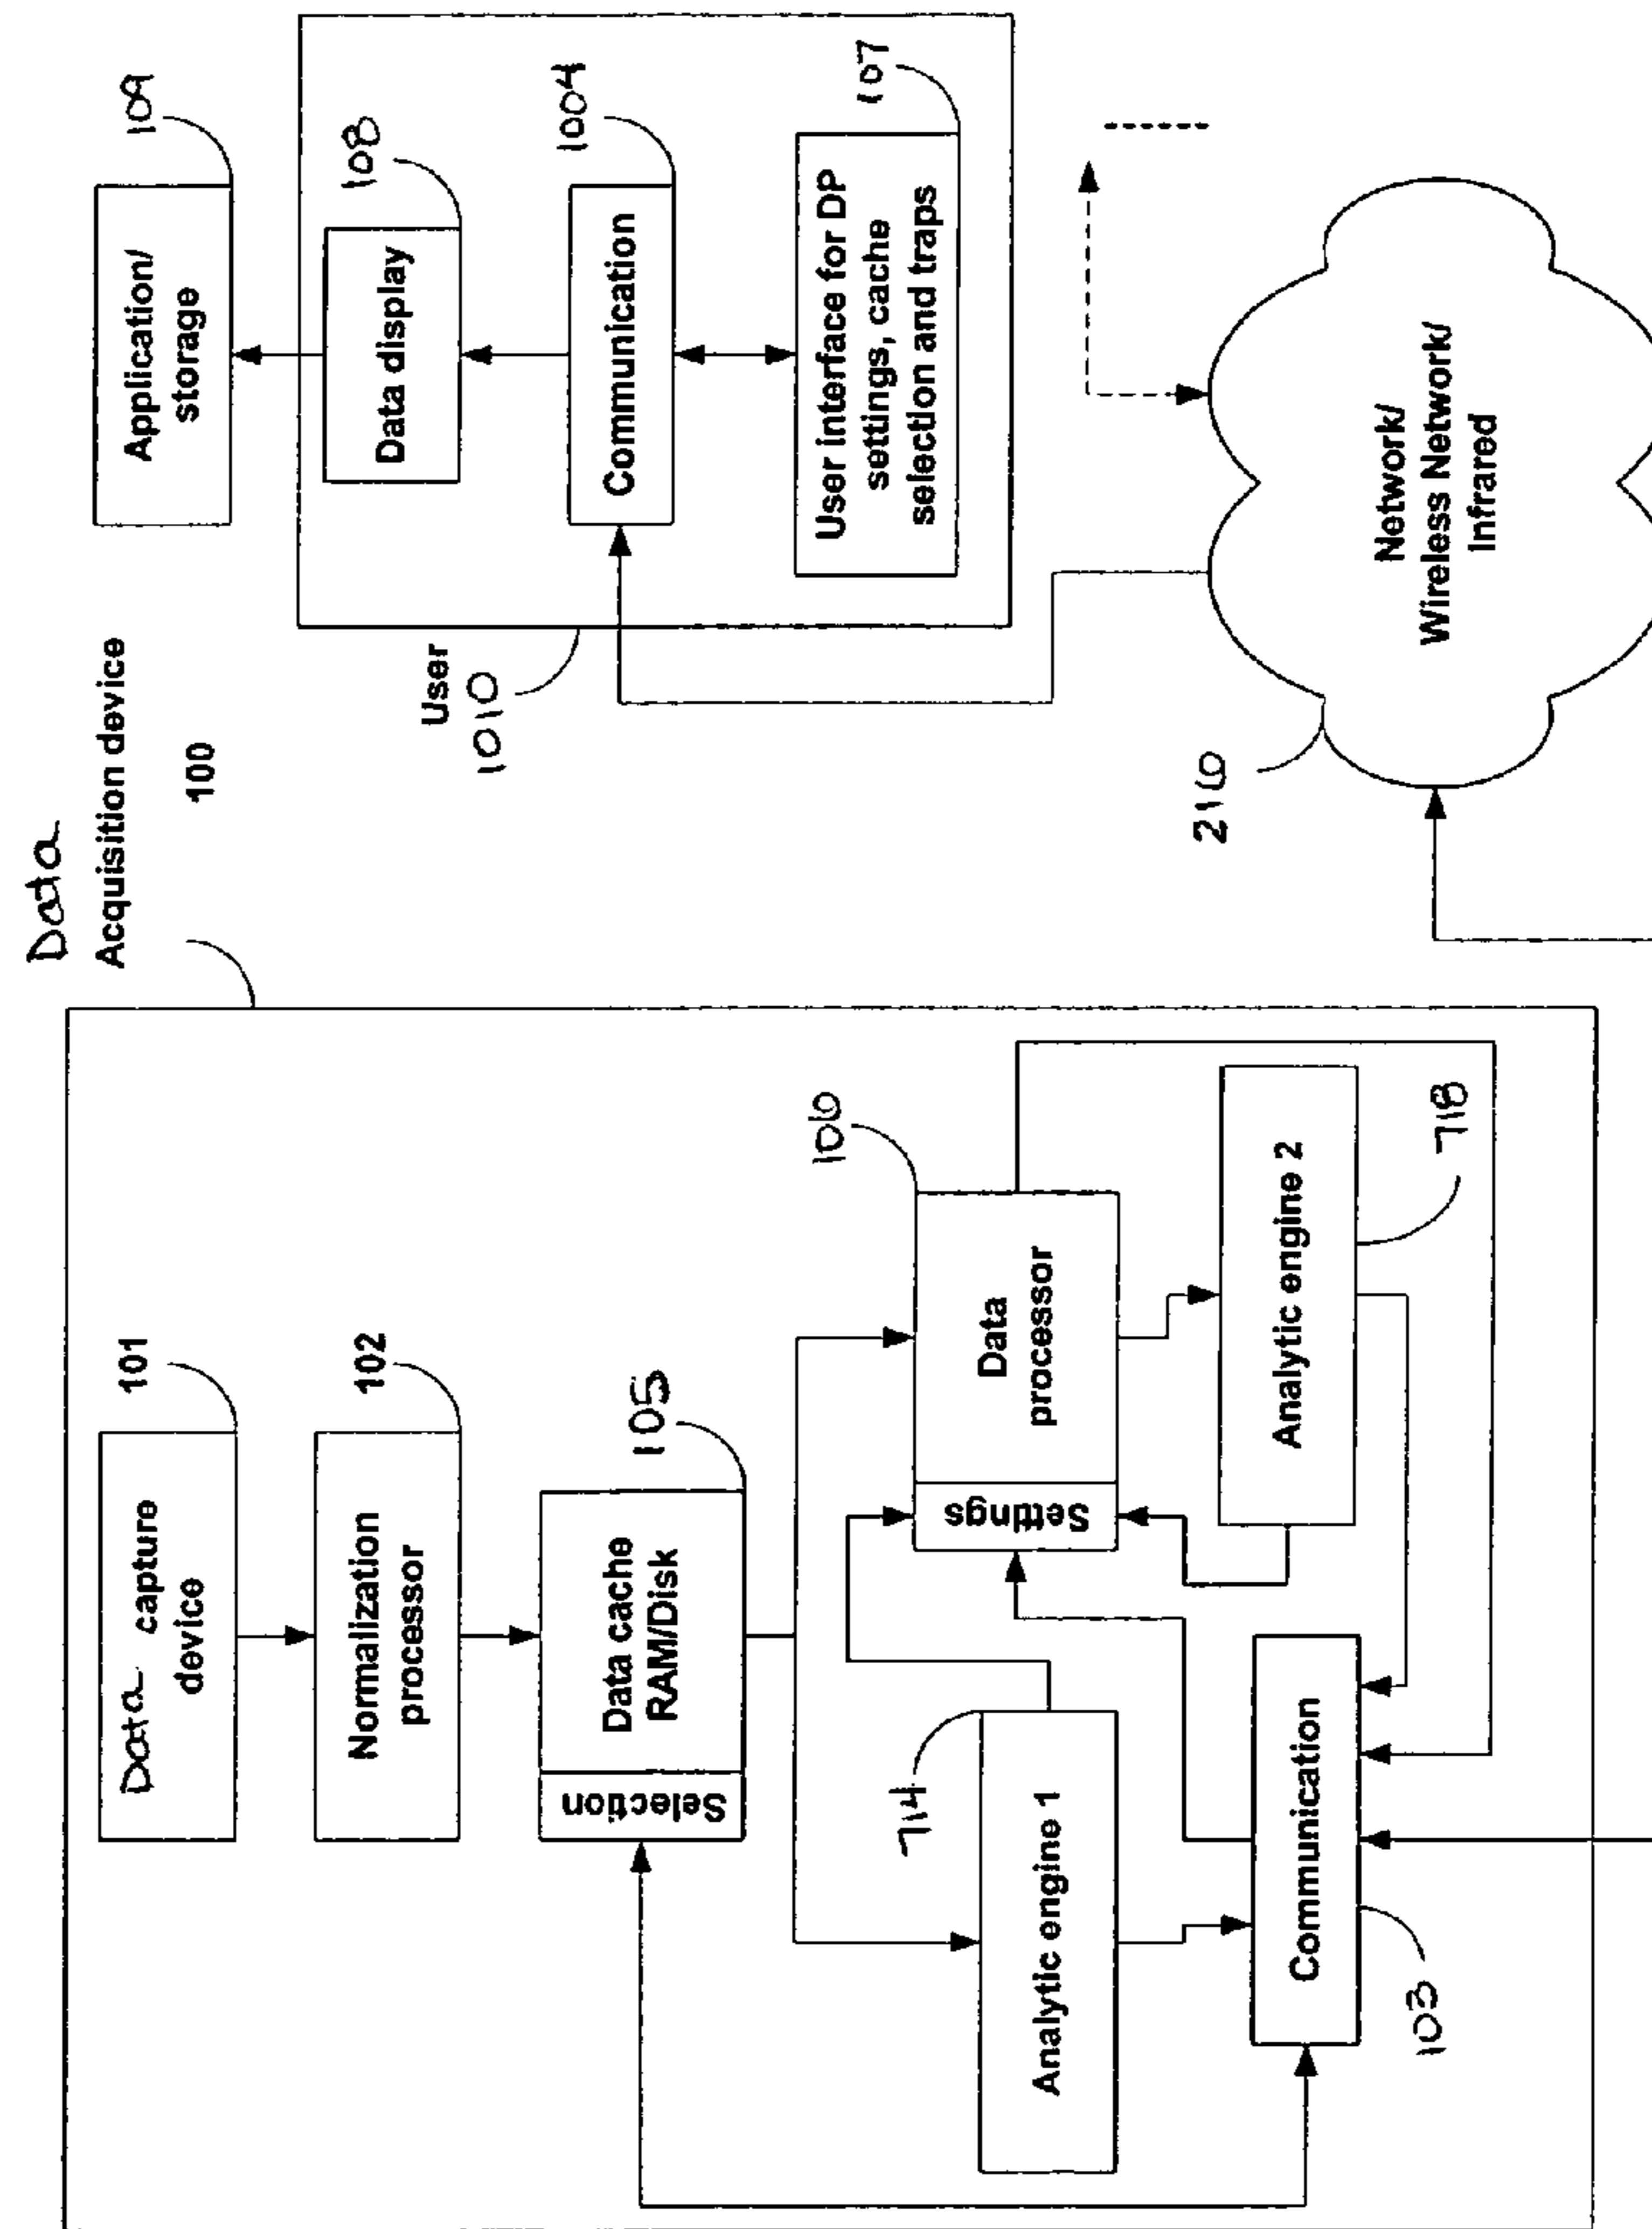 Data
Acquisition device
100
Data capture
device
101
Normalization
processor
102
Selection
Data cache
RAM/Disk
105
Analytic engine 1
714
Settings
Data
processor
106
Analytic engine 2
718
Communication
103
Application/
storage
109
User
1010
Data display
108
Communication
1004
User interface for DP
settings, cache
selection and traps
107
Network/
Wireless Network/
Infrared